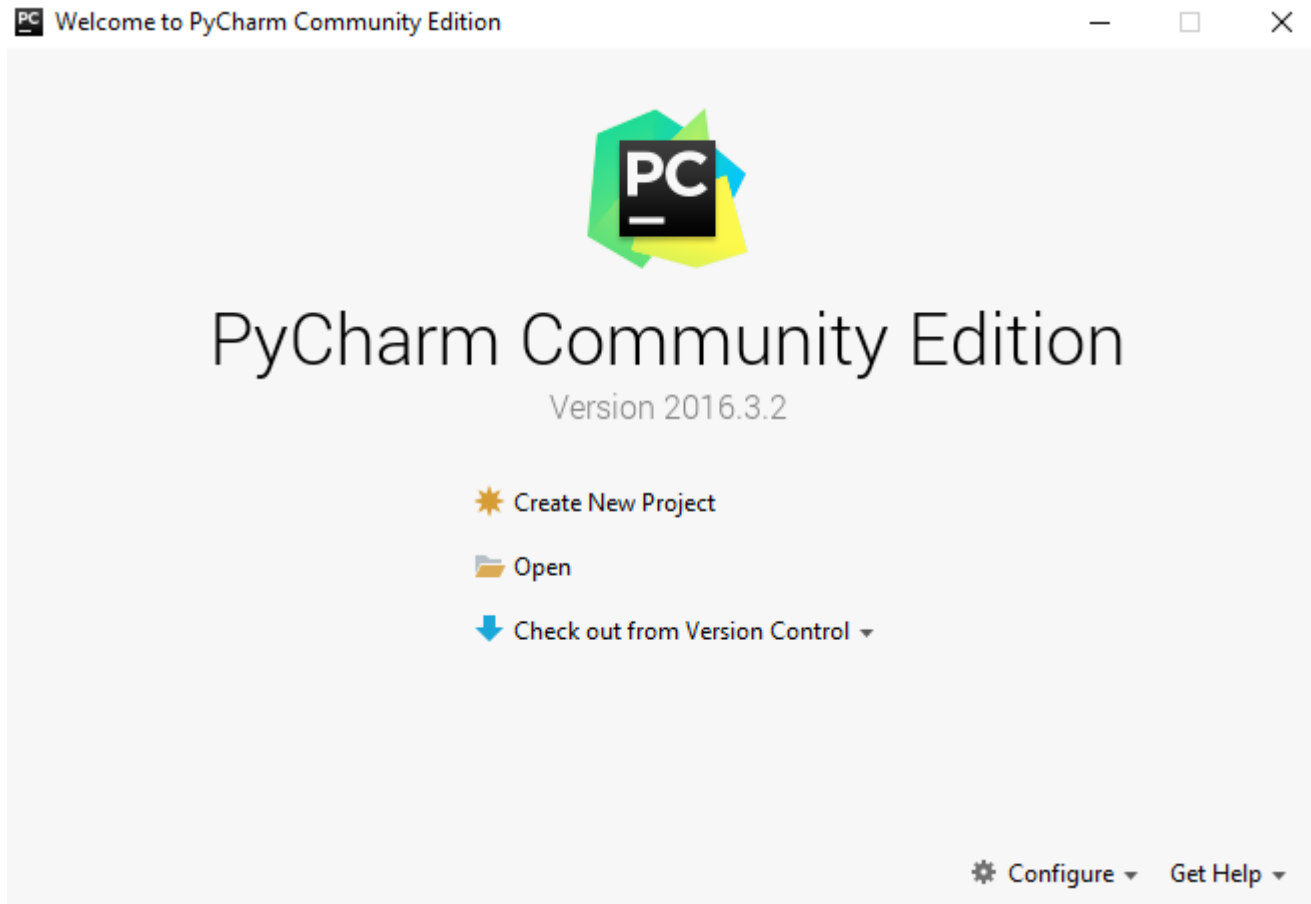 PC Welcome to PyCharm Community Edition
PC
PyCharm Community Edition
Version 2016.3.2
Create New Project
Open
Check out from Version Control
Configure Get Help